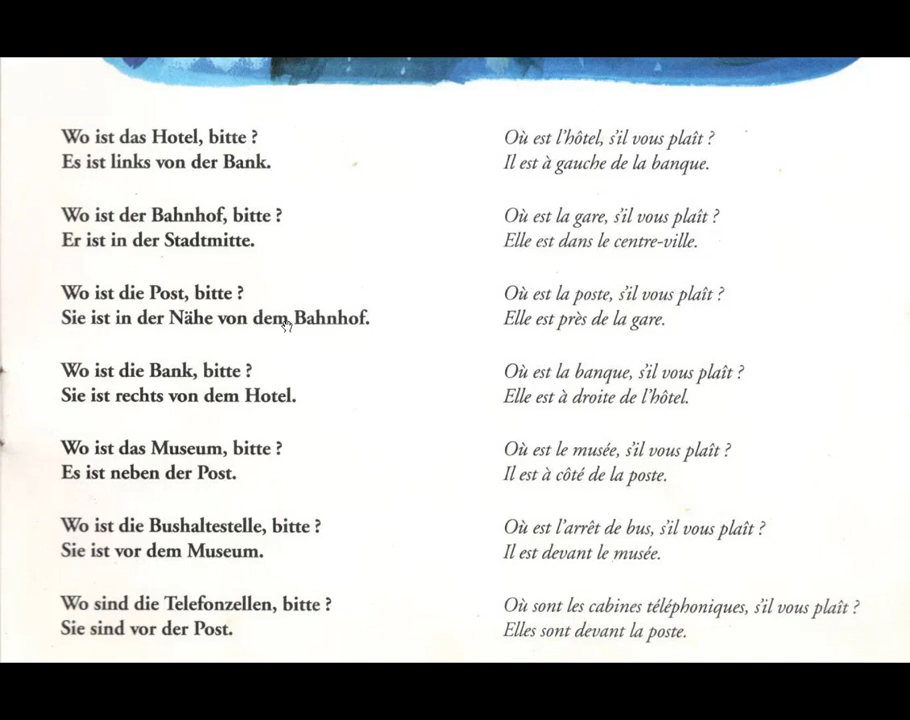 Wo ist das Hotel, bitte ?
Es ist links von der Bank.
Wo ist der Bahnhof, bitte ?
Er ist in der Stadtmitte.
Wo ist die Post, bitte ?
Sie ist in der Nähe von dem Bahnhof.
Wo ist die Bank, bitte ?
Sie ist rechts von dem Hotel.
Wo ist das Museum, bitte ?
Es ist neben der Post.
Wo ist die Bushaltestelle, bitte ?
Sie ist vor dem Museum.
Wo sind die Telefonzellen, bitte ?
Sie sind vor der Post.
Où est l'hôtel, s'il vous plaît ?
Il est à gauche de la banque.
Où est la gare, s'il vous plaît ?
Elle est dans le centre-ville.
Où est la poste, s'il vous plaît ?
Elle est près de la gare.
Où est la banque, s'il vous plaît ?
Elle est à droite de l'hôtel.
Où est le musée, s'il vous plaît ?
Il est à côté de la poste.
Où est l'arrêt de bus, s'il vous plaît ?
Il est devant le musée.
Où sont les cabines téléphoniques, s'il vous plaît ?
Elles sont devant la poste.